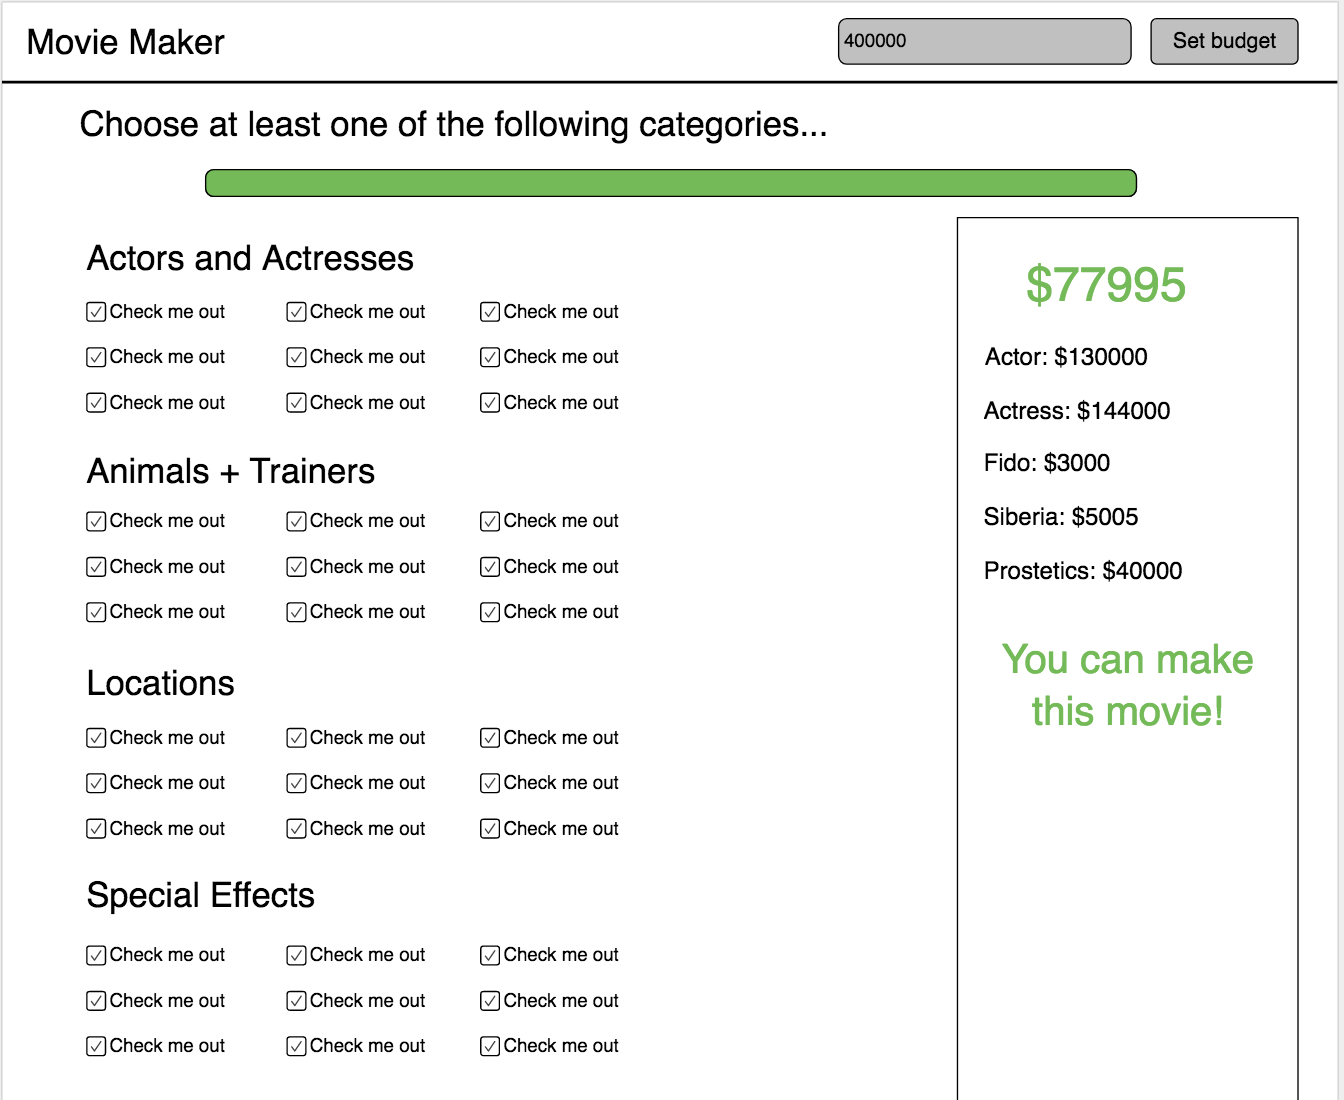 Movie Maker
400000
Set budget
Choose at least one of the following categories...
Actors and Actresses
Check me out Check me out Check me out
Check me out Check me out Check me out
Check me out Check me out Check me out
Animals + Trainers
Check me out Check me out Check me out
Check me out Check me out Check me out
Check me out Check me out Check me out
Locations
Check me out Check me out Check me out
Check me out Check me out Check me out
Check me out Check me out Check me out
Special Effects
Check me out Check me out Check me out
Check me out Check me out Check me out
Check me out Check me out Check me out
$77995
Actor: $130000
Actress: $144000
Fido: $3000
Siberia: $5005
Prostetics: $40000
You can make
this movie!